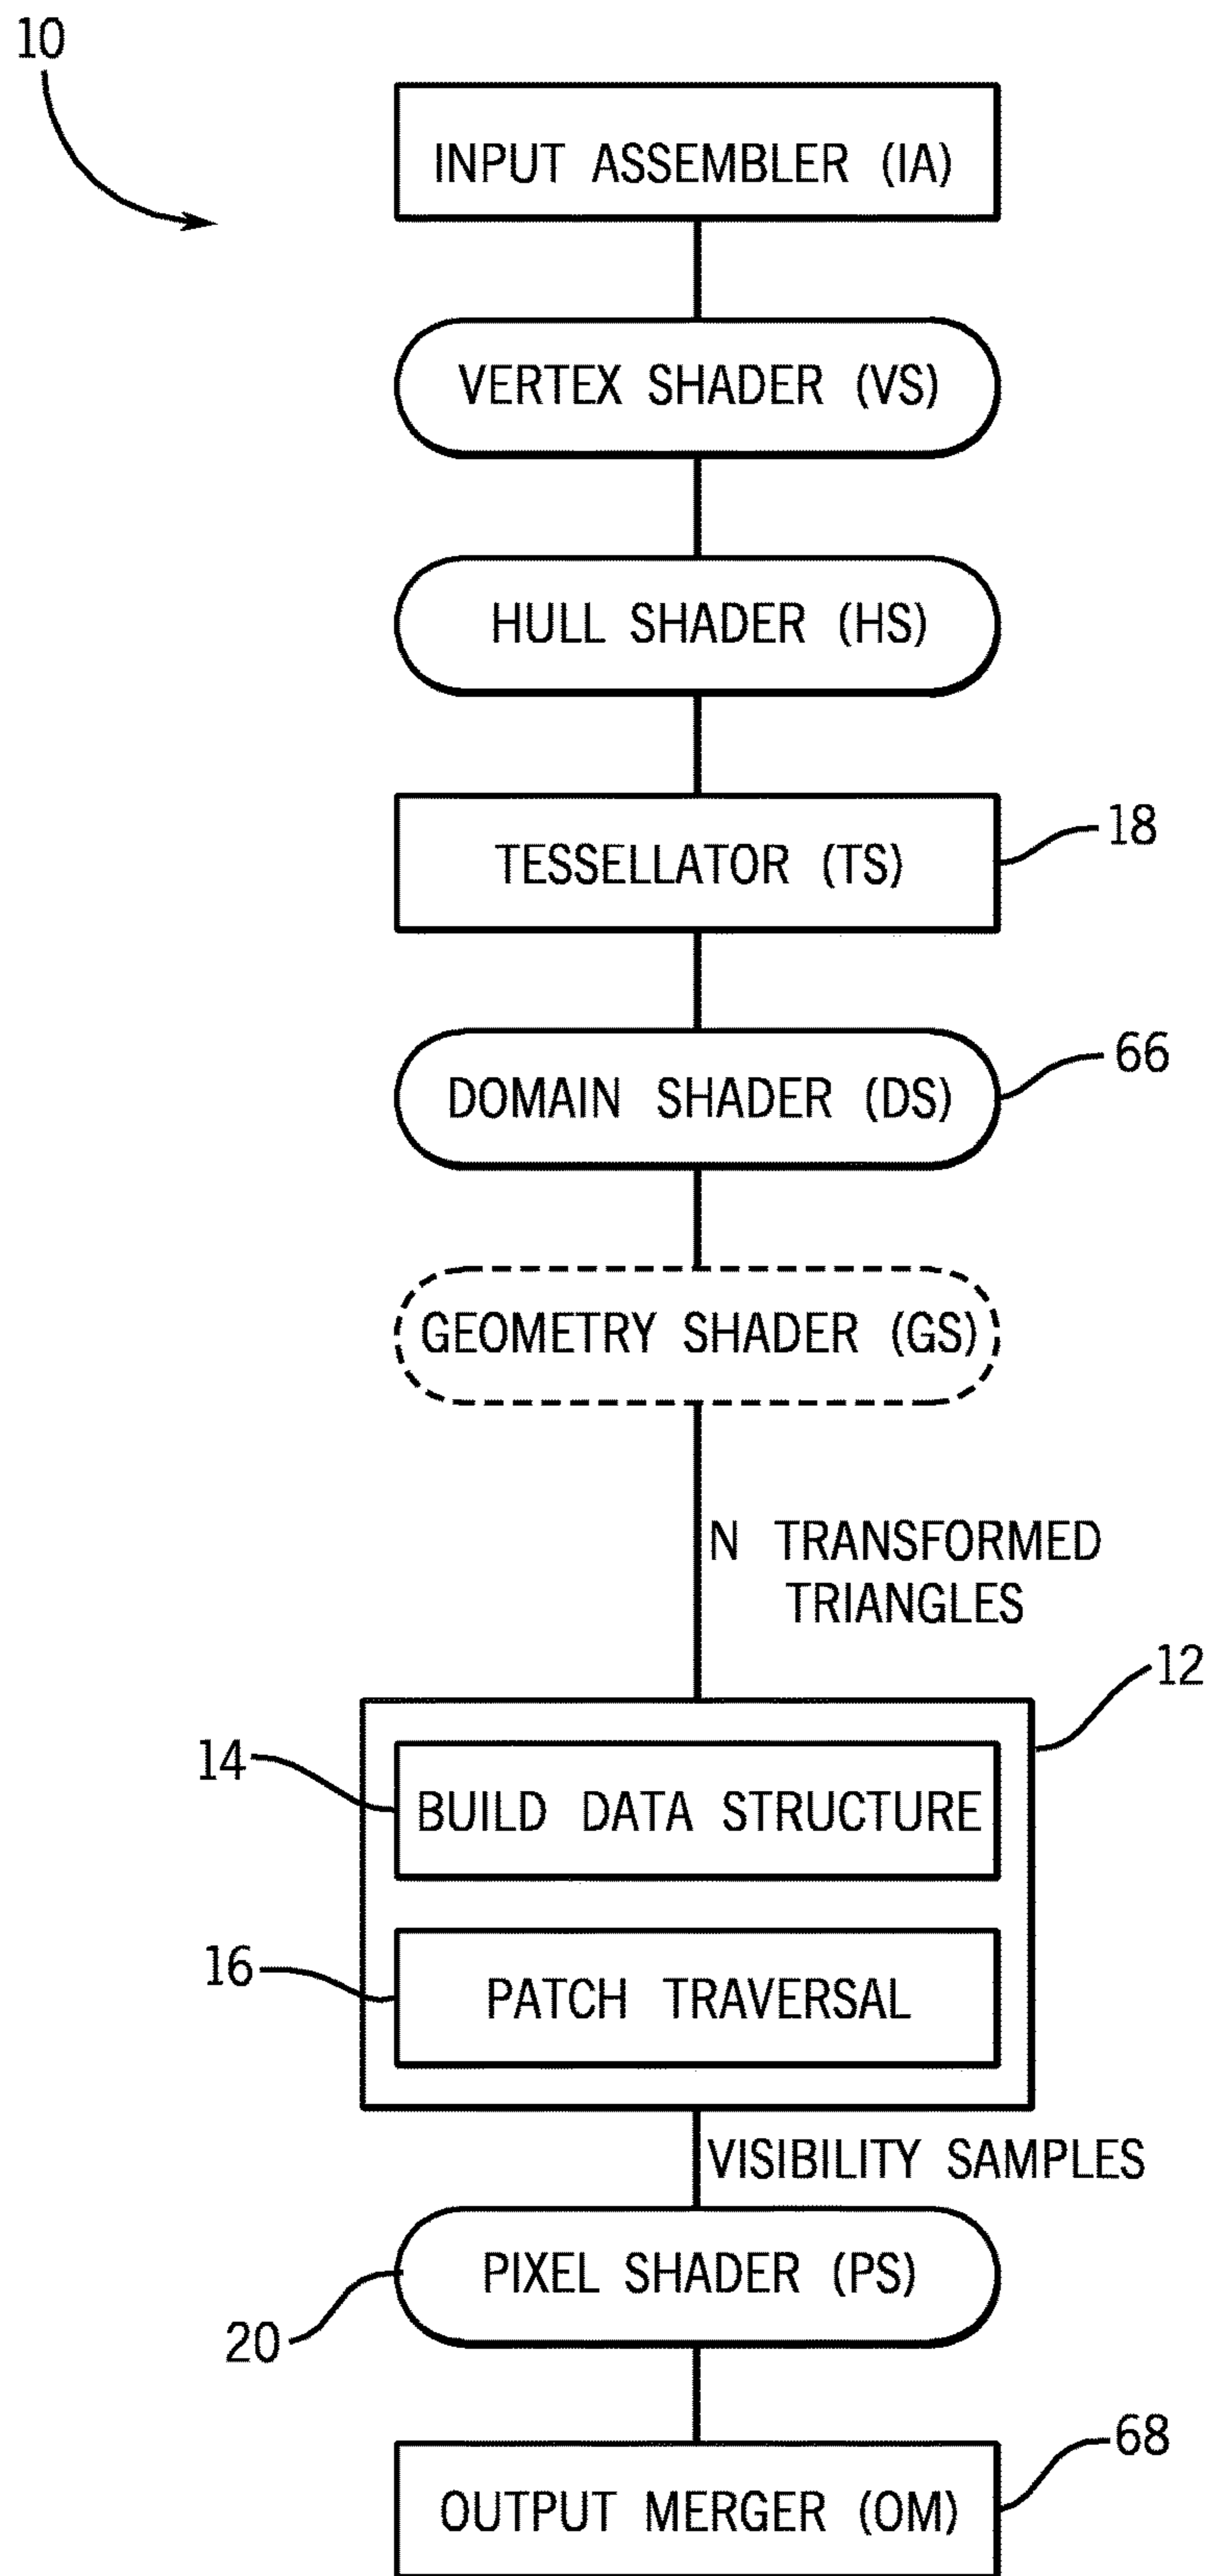 10
INPUT ASSEMBLER (IA)
VERTEX SHADER (VS)
HULL SHADER (HS)
18
TESSELLATOR (TS)
66
DOMAIN SHADER (DS)
GEOMETRY SHADER (GS)
N TRANSFORMED
TRIANGLES
12
14
BUILD DATA STRUCTURE
16
PATCH TRAVERSAL
VISIBILITY SAMPLES
PIXEL SHADER (PS)
20
68
OUTPUT MERGER (OM)